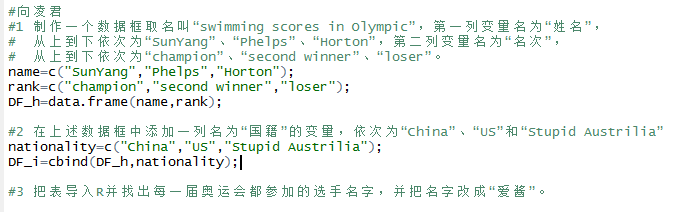 #向凌君
#1 制作一个数据框取名叫“swimming scores in Olympic”，第一列变量名为“姓名”，
#  从上到下依次为“SunYang”、“Phelps”、“Horton”，第二列变量名为“名次”，
#  从上到下依次为“champion”、“second winner”、“loser”。
name=c("SunYang","Phelps","Horton");
rank=c("champion","second winner","loser");
DF_h=data.frame(name,rank);
#2 在上述数据框中添加一列名为“国籍”的变量，依次为“China”、“US”和“Stupid Austrilia”
nationality=c("China","US","Stupid Austrilia");
DF_i=cbind(DF_h,nationality);
#3 把表导入R并找出每一届奥运会都参加的选手名字，并把名字改成“爱酱”。